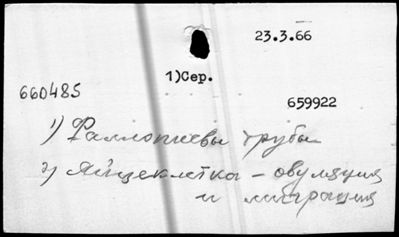 23.3.66
1)Сер.
660485
659922
1) Фаллопиевы трубы
2) Яйцеклетка - овуляция
и миграция